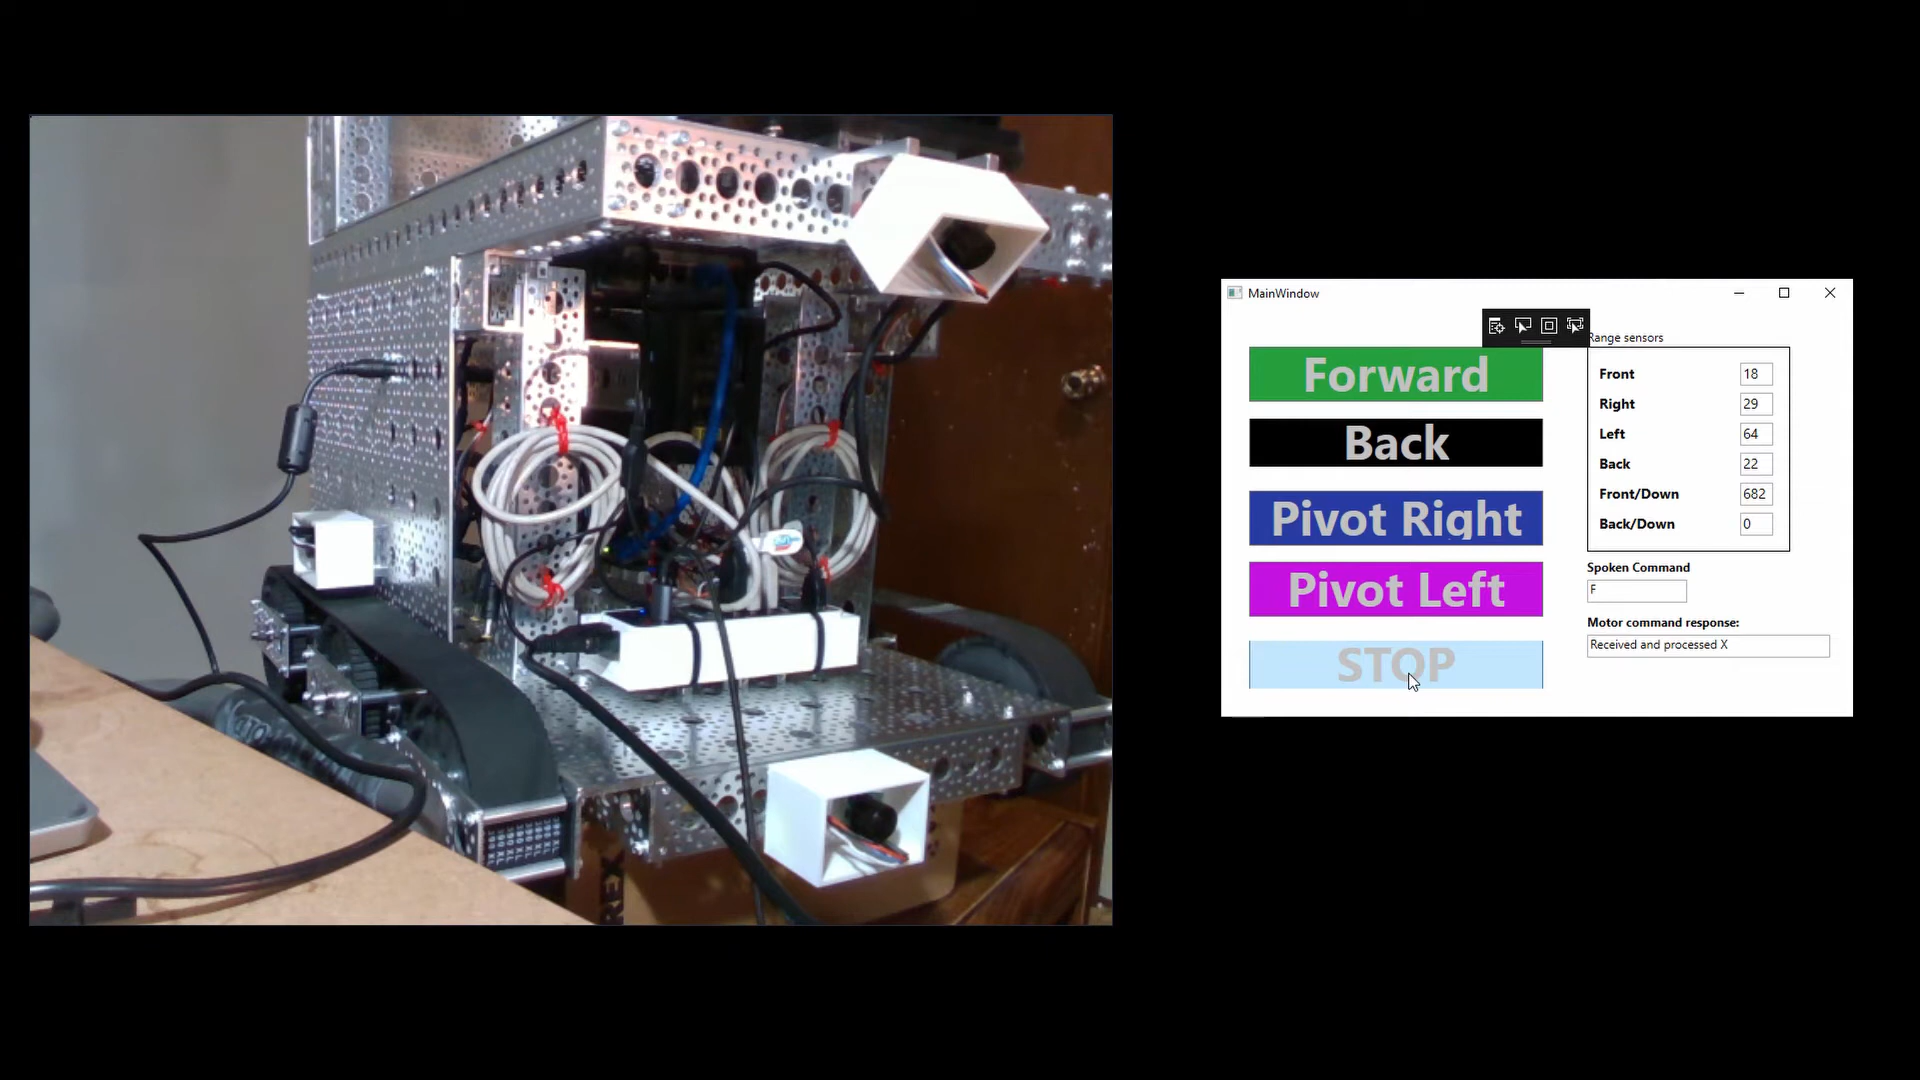 MainWindow
Range sensors
Forward
Back
Pivot Right
Pivot Left
STOP
Front 18
Right 29
Left 64
Back 22
Front/Down 682
Back/Down 0
Spoken Command
F
Motor command response:
Received and processed X